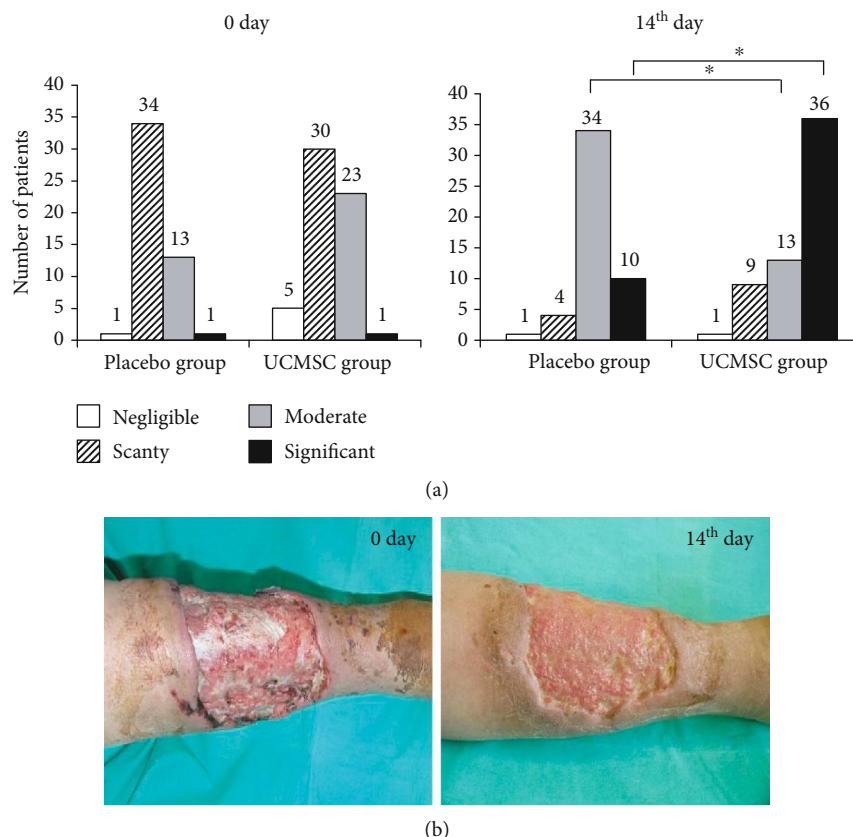 0 day
14th day
Number of patients
40
35
30
25
20
15
10
5
0
1
34
13
1
5
30
23
1
Placebo group
UCMSC group
40
35
30
25
20
15
10
5
0
*
*
1
4
34
10
1
9
13
36
Placebo group
UCMSC group
Negligible
Moderate
Scanty
Significant
(a)
0 day
14th day
(b)